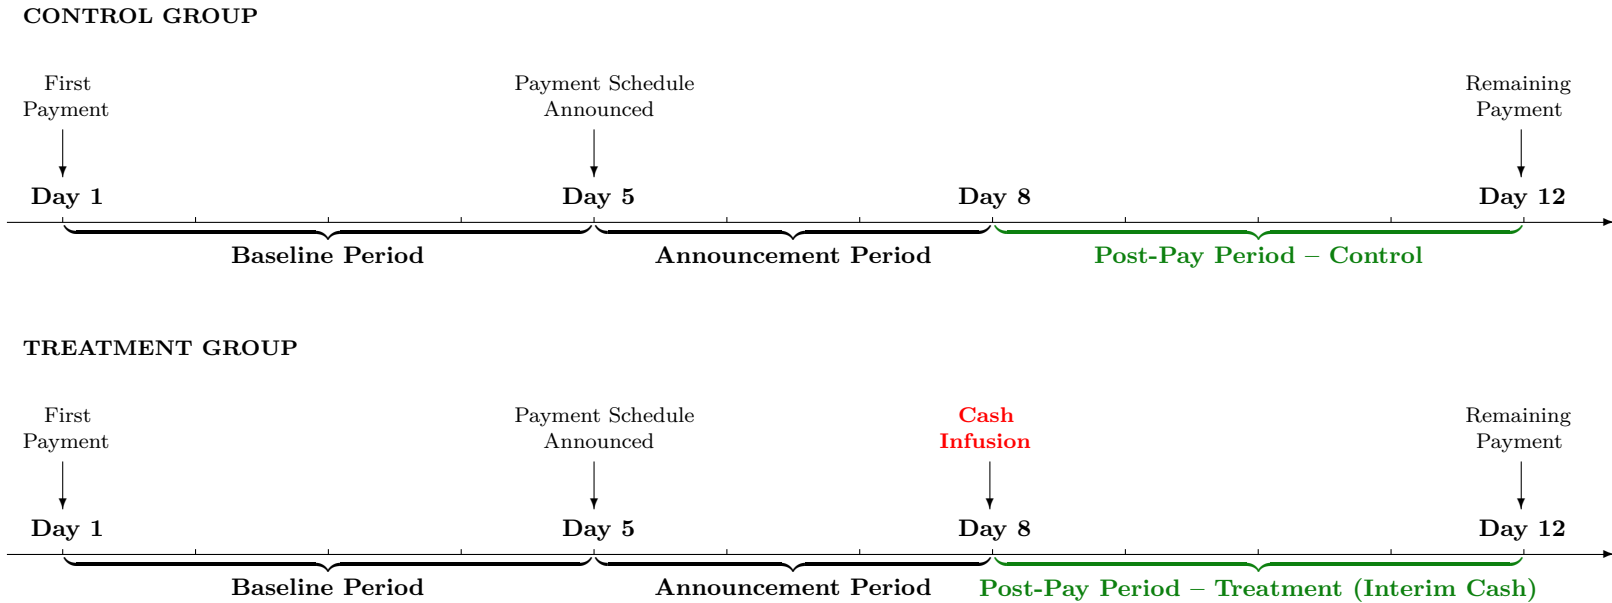 CONTROL GROUP
First
Payment
Payment Schedule
Announced
Remaining
Payment
Day 1
Day 5
Day 8
Day 12
Baseline Period
Announcement Period
Post-Pay Period – Control
TREATMENT GROUP
First
Payment
Payment Schedule
Announced
Cash
Infusion
Remaining
Payment
Day 1
Day 5
Day 8
Day 12
Baseline Period
Announcement Period
Post-Pay Period – Treatment (Interim Cash)